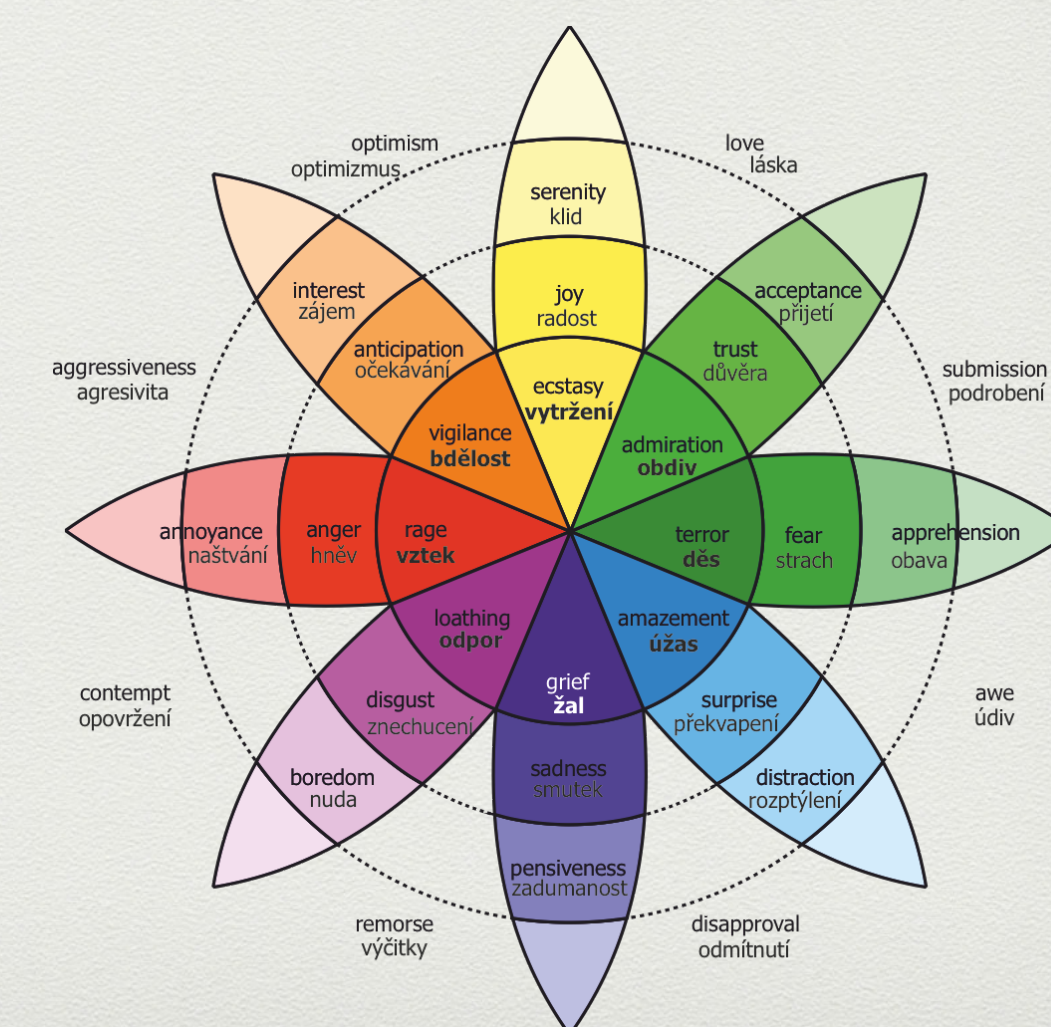 optimism
optimizmus
love
láska
serenity
klid
interest
zájem
acceptance
přijetí
joy
radost
anticipation
očekávání
trust
důvěra
aggressiveness
agresivita
submission
podrobení
ecstasy
vytržení
vigilance
bdělost
admiration
obdiv
annoyance
naštvání
anger
hněv
rage
vztek
terror
děs
fear
strach
apprehension
obava
loathing
odpor
amazement
úžas
grief
žal
contempt
opovržení
disgust
znechucení
surprise
překvapení
awe
údiv
boredom
nuda
sadness
smutek
distraction
rozptýlení
pensiveness
zadumanost
remorse
výčitky
disapproval
odmítnutí